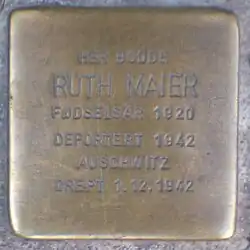 HER BODDE
RUTH MAIER
FØDSELSÅR 1920
DEPORTERT 1942
AUSCHWITZ
DREPT 1.12.1942